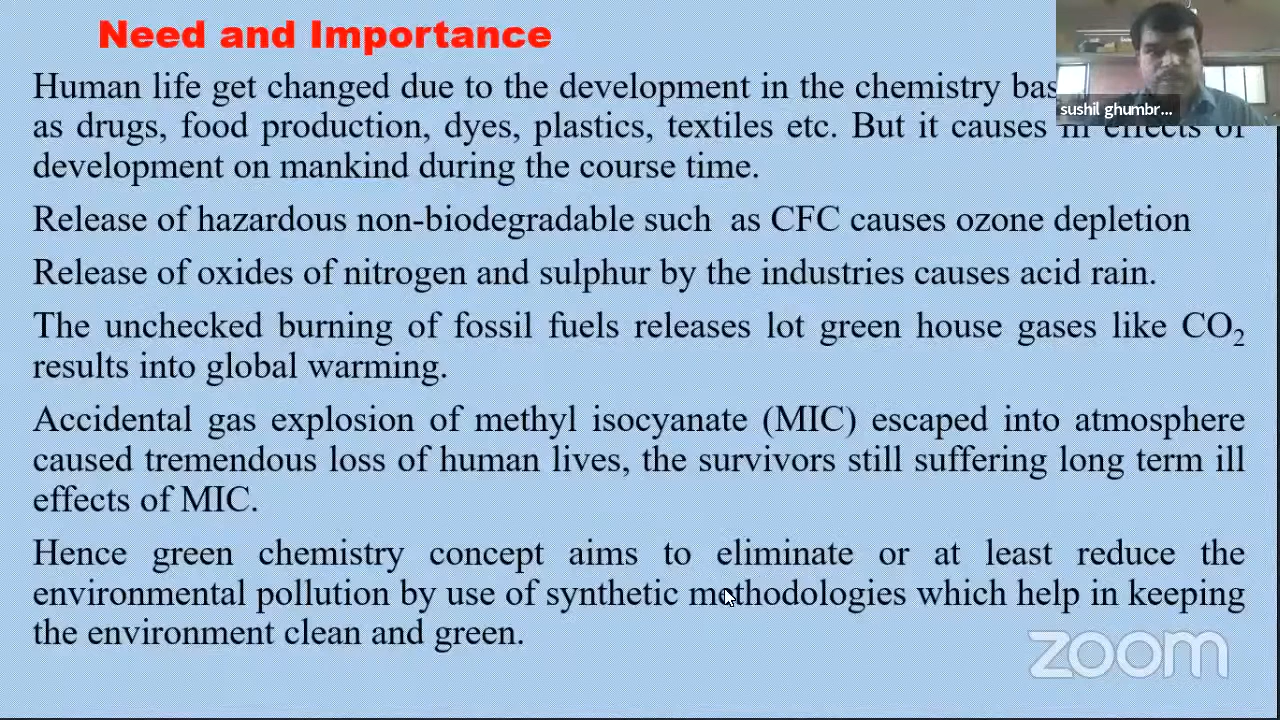 Need and Importance
Human life get changed due to the development in the chemistry
as drugs, food production, dyes, plastics, textiles etc. But it causes
development on mankind during the course time.
Release of hazardous non-biodegradable such as CFC causes ozone depletion
Release of oxides of nitrogen and sulphur by the industries causes acid rain.
The unchecked burning of fossil fuels releases lot green house gases like CO₂
results into global warming.
Accidental gas explosion of methyl isocyanate (MIC) escaped into atmosphere
caused tremendous loss of human lives, the survivors still suffering long term ill
effects of MIC.
Hence green chemistry concept aims to eliminate or at least reduce the
environmental pollution by use of synthetic methodologies which help in keeping
the environment clean and green.
sushil ghumbr...
zoom